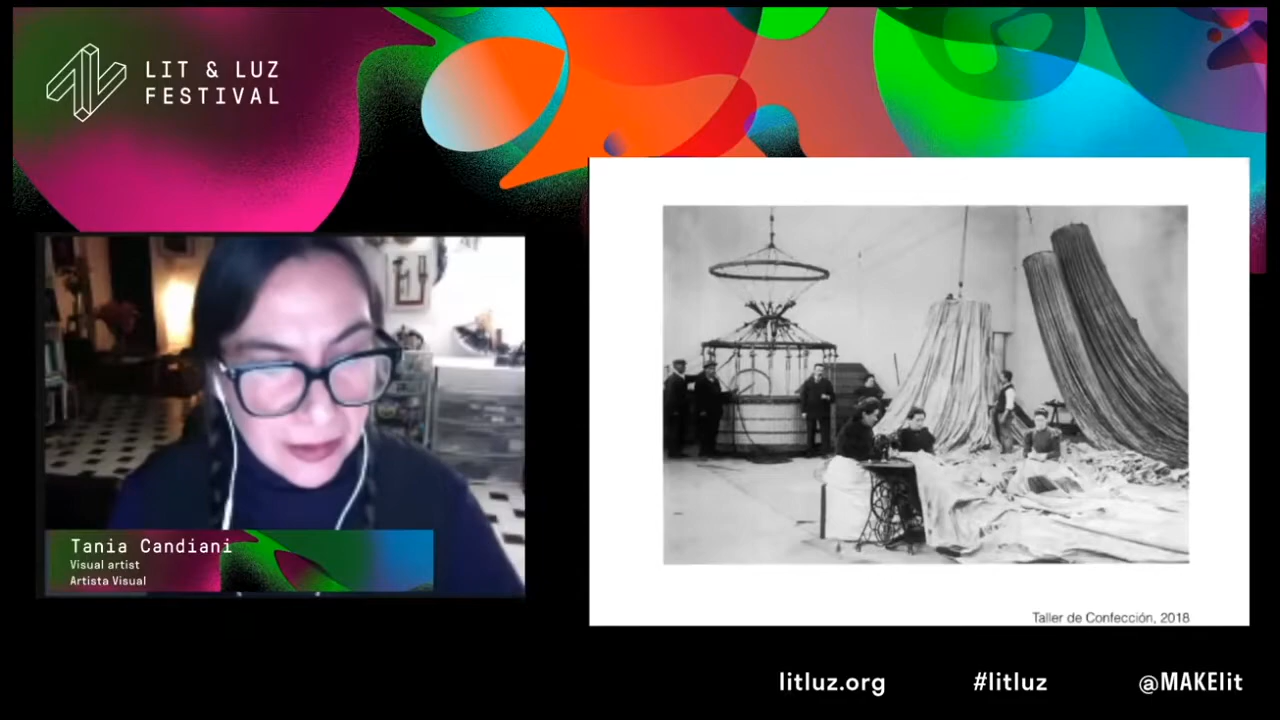 LIT & LUZ
FESTIVAL
Tania Candiani
Visual artist
Artista Visual
Taller de Confección, 2018
litluz.org
#litluz
@MAKElit